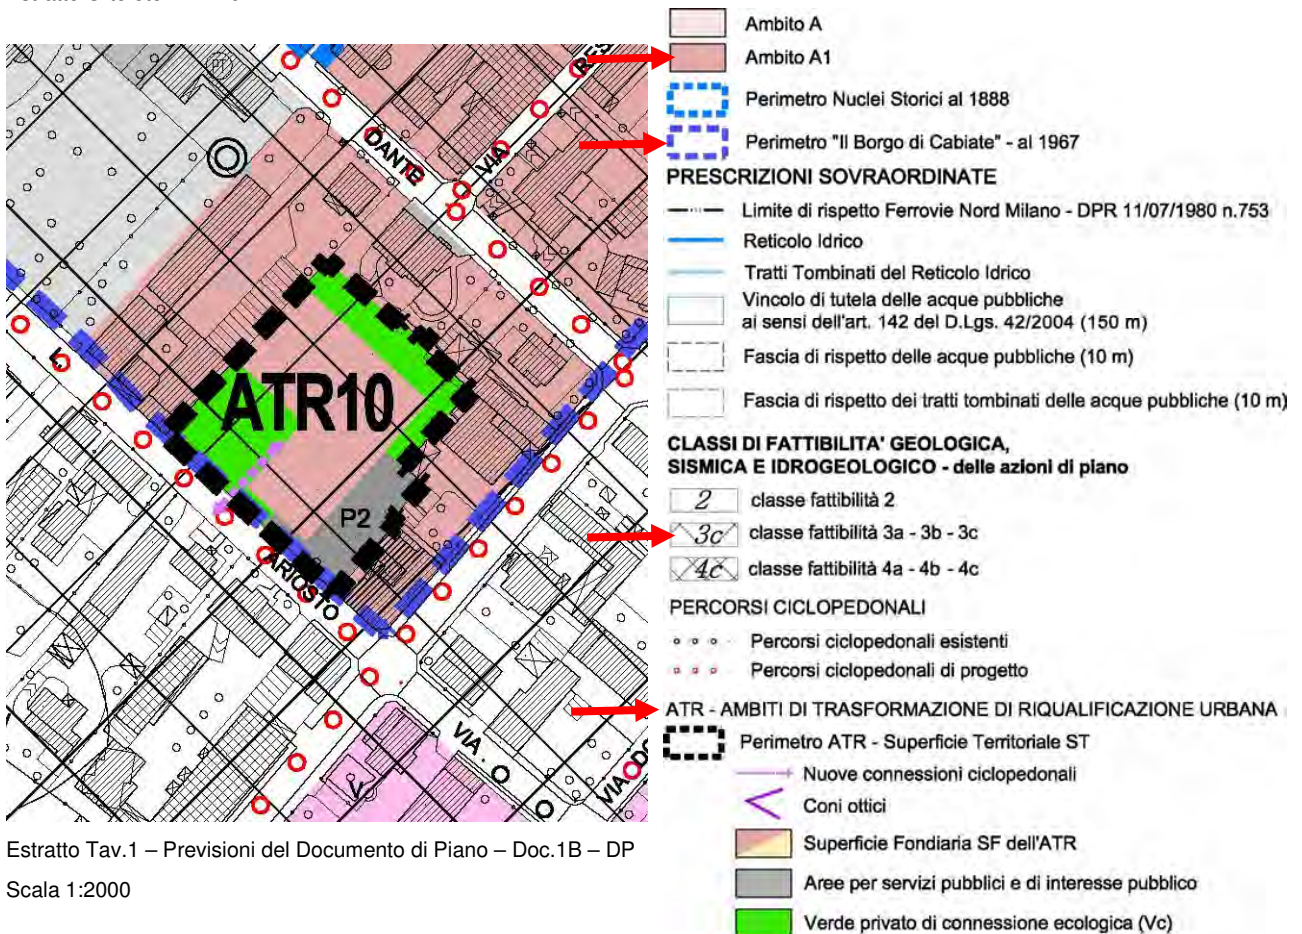 DANTE
VIA
RES
ATR10
P2
ARIOSTO
VIA . O
VIA DO
V
PT
Estratto Tav.1 – Previsioni del Documento di Piano – Doc.1B – DP
Scala 1:2000
Ambito A
Ambito A1
Perimetro Nuclei Storici al 1888
Perimetro "Il Borgo di Cabiate" - al 1967
PRESCRIZIONI SOVRAORDINATE
Limite di rispetto Ferrovie Nord Milano - DPR 11/07/1980 n.753
Reticolo Idrico
Tratti Tombinati del Reticolo Idrico
Vincolo di tutela delle acque pubbliche
ai sensi dell'art. 142 del D.Lgs. 42/2004 (150 m)
Fascia di rispetto delle acque pubbliche (10 m)
Fascia di rispetto dei tratti tombinati delle acque pubbliche (10 m)
CLASSI DI FATTIBILITA' GEOLOGICA,
SISMICA E IDROGEOLOGICO - delle azioni di piano
2 classe fattibilità 2
3c classe fattibilità 3a - 3b - 3c
4c classe fattibilità 4a - 4b - 4c
PERCORSI CICLOPEDONALI
Percorsi ciclopedonali esistenti
Percorsi ciclopedonali di progetto
ATR - AMBITI DI TRASFORMAZIONE DI RIQUALIFICAZIONE URBANA
Perimetro ATR - Superficie Territoriale ST
Nuove connessioni ciclopedonali
Coni ottici
Superficie Fondiaria SF dell'ATR
Aree per servizi pubblici e di interesse pubblico
Verde privato di connessione ecologica (Vc)